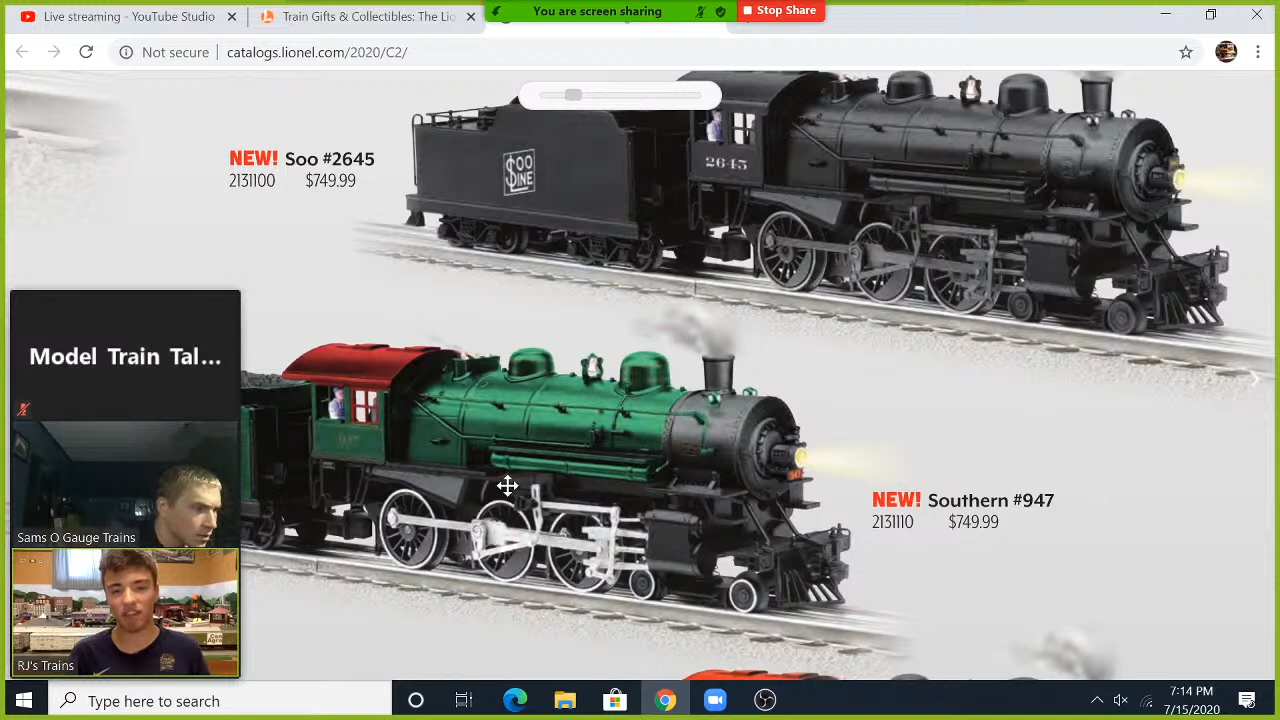 Live streaming - YouTube Studio
Train Gifts & Collectibles: The Lio
You are screen sharing
Stop Share
Not secure
catalogs.lionel.com/2020/C2/
NEW! Soo #2645
2131100 $749.99
SOO LINE
2645
Model Train Tal...
Sams O Gauge Trains
RJ's Trains
NEW! Southern #947
2131110 $749.99
Type here to search
7:14 PM
7/15/2020